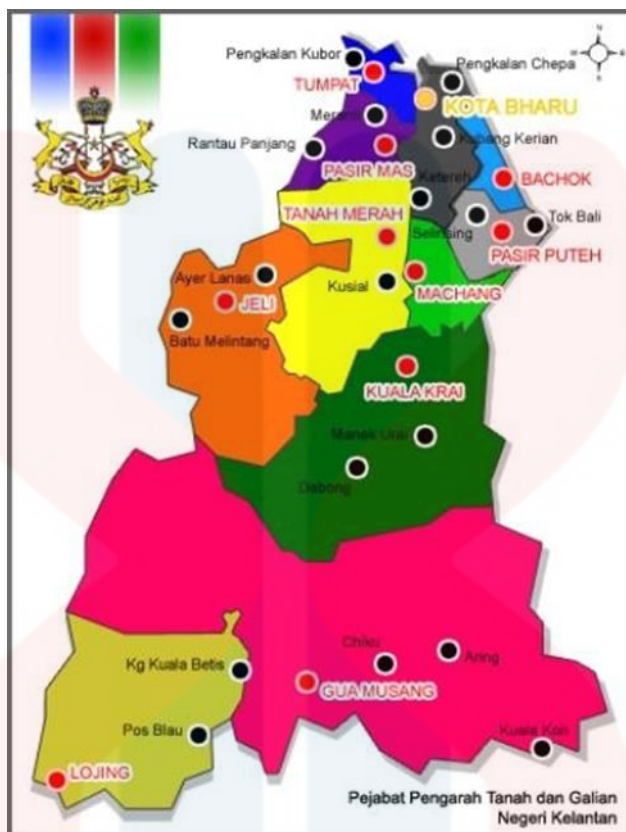 Pengkalan Kubor
Pengkalan Chepa
TUMPAT
KOTA BHARU
Meranti
Kubang Kerian
Rantau Panjang
PASIR MAS
Ketereh
BACHOK
TANAH MERAH
Tok Bali
Selinsing
PASIR PUTEH
Ayer Lanas
Kusial
MACHANG
JELI
Batu Melintang
KUALA KRAI
Manek Urai
Dabong
Chiku
Aring
Kg Kuala Betis
GUA MUSANG
Pos Blau
Kuala Koh
LOJING
Pejabat Pengarah Tanah dan Galian
Negeri Kelantan